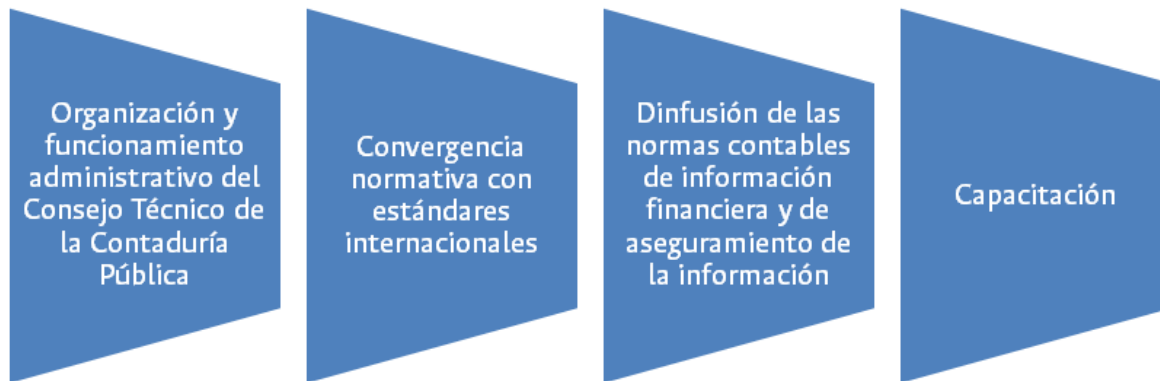 Organización y
funcionamiento
administrativo del
Consejo Técnico de
la Contaduría
Pública
Convergencia
normativa con
estándares
internacionales
Dinfusión de las
normas contables
de información
financiera y de
aseguramiento de
la información
Capacitación